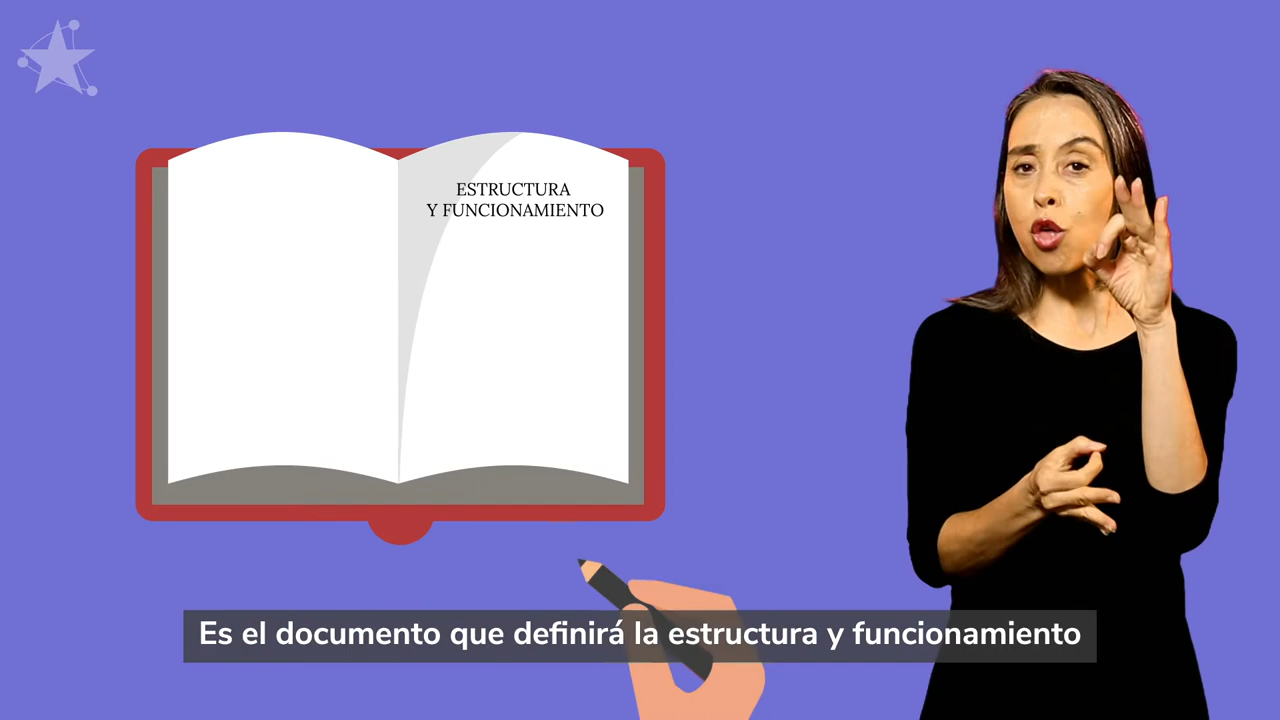 ESTRUCTURA
Y FUNCIONAMIENTO
Es el documento que definirá la estructura y funcionamiento